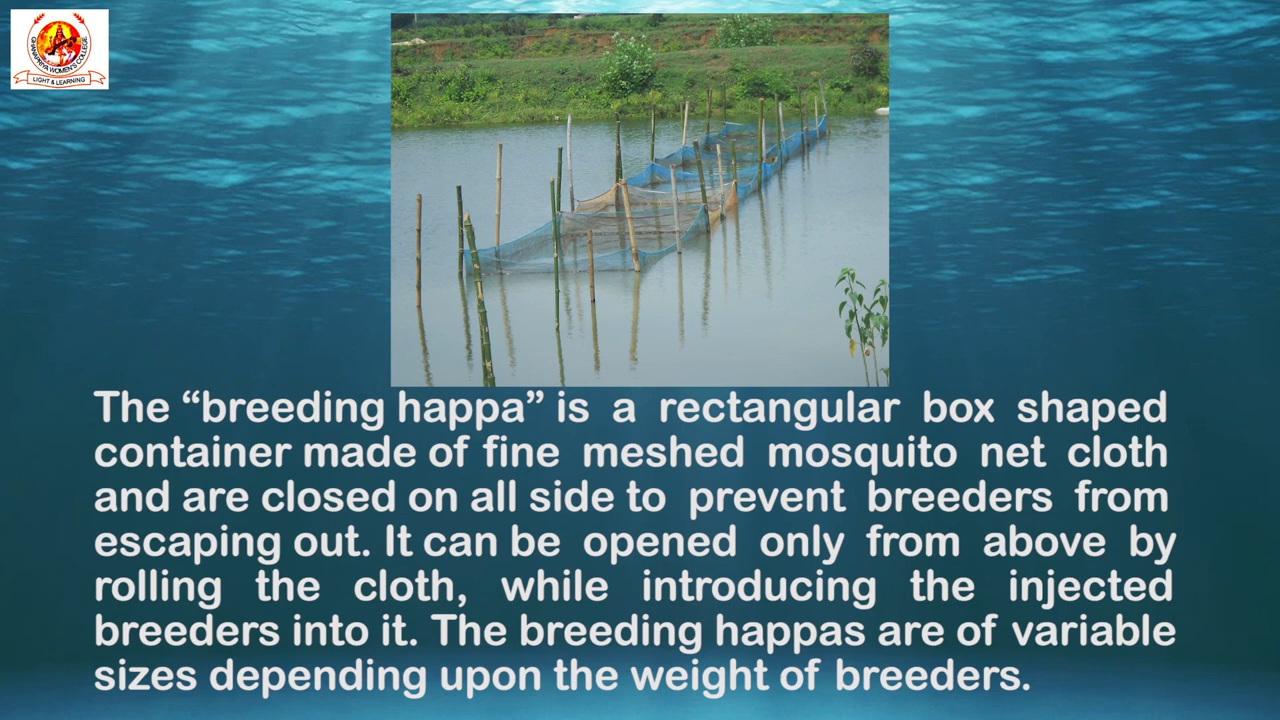 GHANAPRIYA WOMEN'S COLLEGE
LIGHT & LEARNING
The “breeding happa” is a rectangular box shaped
container made of fine meshed mosquito net cloth
and are closed on all side to prevent breeders from
escaping out. It can be opened only from above by
rolling the cloth, while introducing the injected
breeders into it. The breeding happas are of variable
sizes depending upon the weight of breeders.